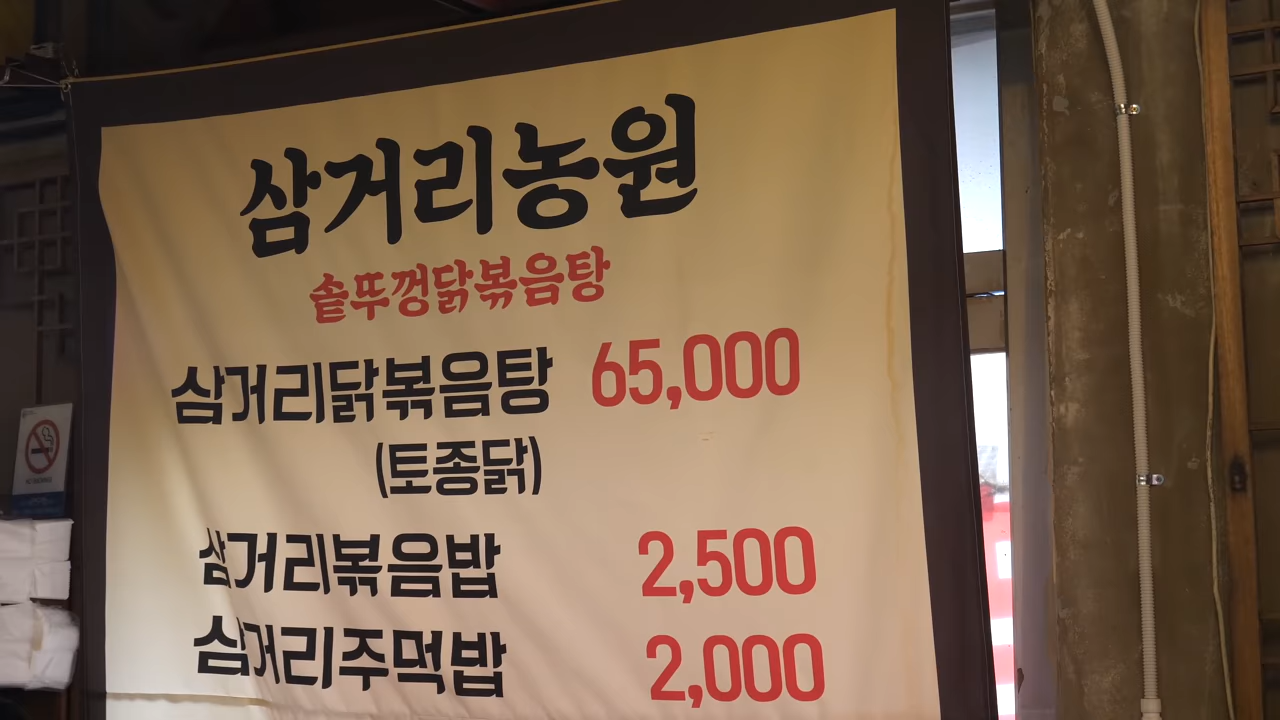 삼거리농원
솥뚜껑닭볶음탕
삼거리닭볶음탕 65,000
(토종닭)
삼거리볶음밥 2,500
삼거리주먹밥 2,000